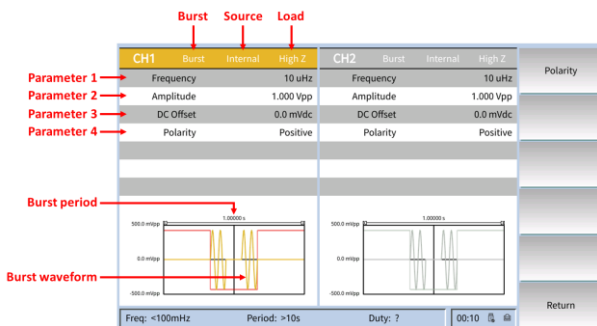 Burst Source Load
CH1 Burst Internal High Z CH2 Burst Internal High Z Polarity
Parameter 1 Frequency 10 uHz Frequency 10 uHz
Parameter 2 Amplitude 1.000 Vpp Amplitude 1.000 Vpp
Parameter 3 DC Offset 0.0 mVdc DC Offset 0.0 mVdc
Parameter 4 Polarity Positive Polarity Positive
Burst period
1.00000 s 1.00000 s
500.0 mVpp 500.0 mVpp
0.0 mVpp 0.0 mVpp
Burst waveform
-500.0 mVpp -500.0 mVpp
Return
Freq: <100mHz Period: >10s Duty: ? 00:10